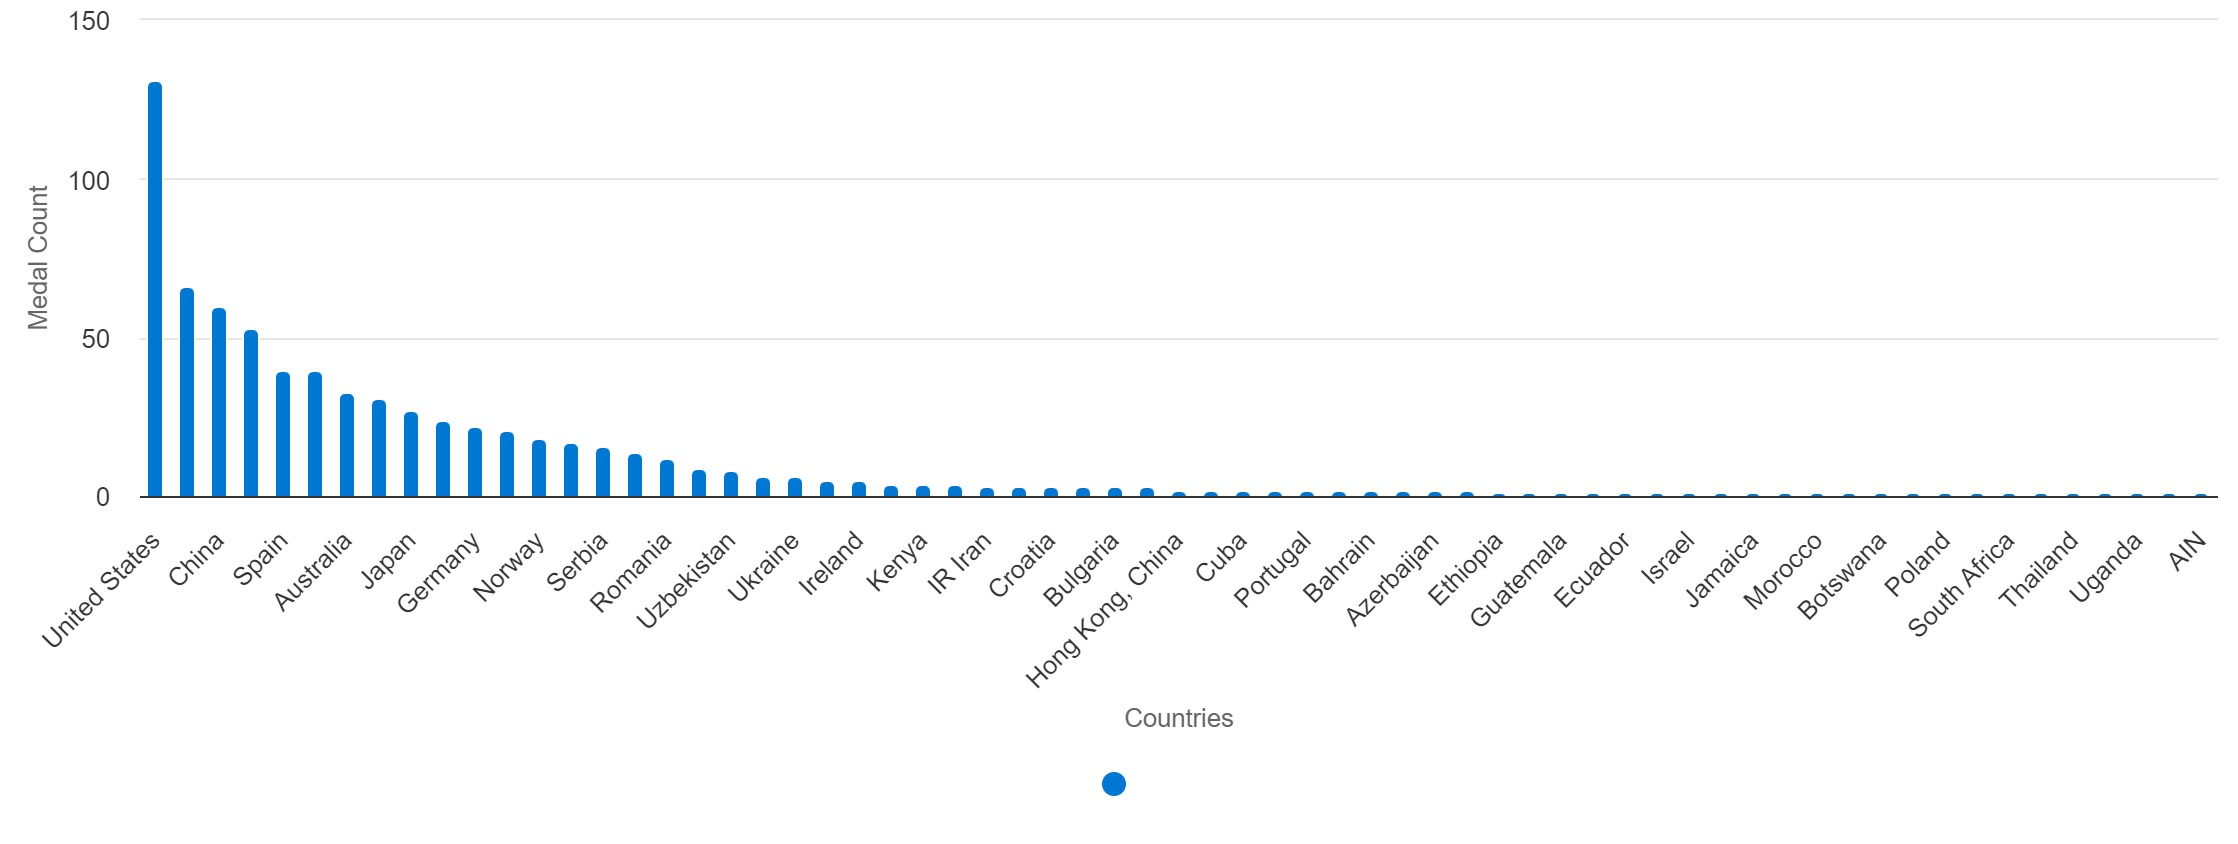 150
100
50
0
Medal Count
United States
China
Spain
Australia
Japan
Germany
Norway
Serbia
Romania
Uzbekistan
Ukraine
Ireland
Kenya
IR Iran
Croatia
Bulgaria
Hong Kong, China
Cuba
Portugal
Bahrain
Azerbaijan
Ethiopia
Guatemala
Ecuador
Israel
Jamaica
Morocco
Botswana
Poland
South Africa
Thailand
Uganda
AIN
Countries